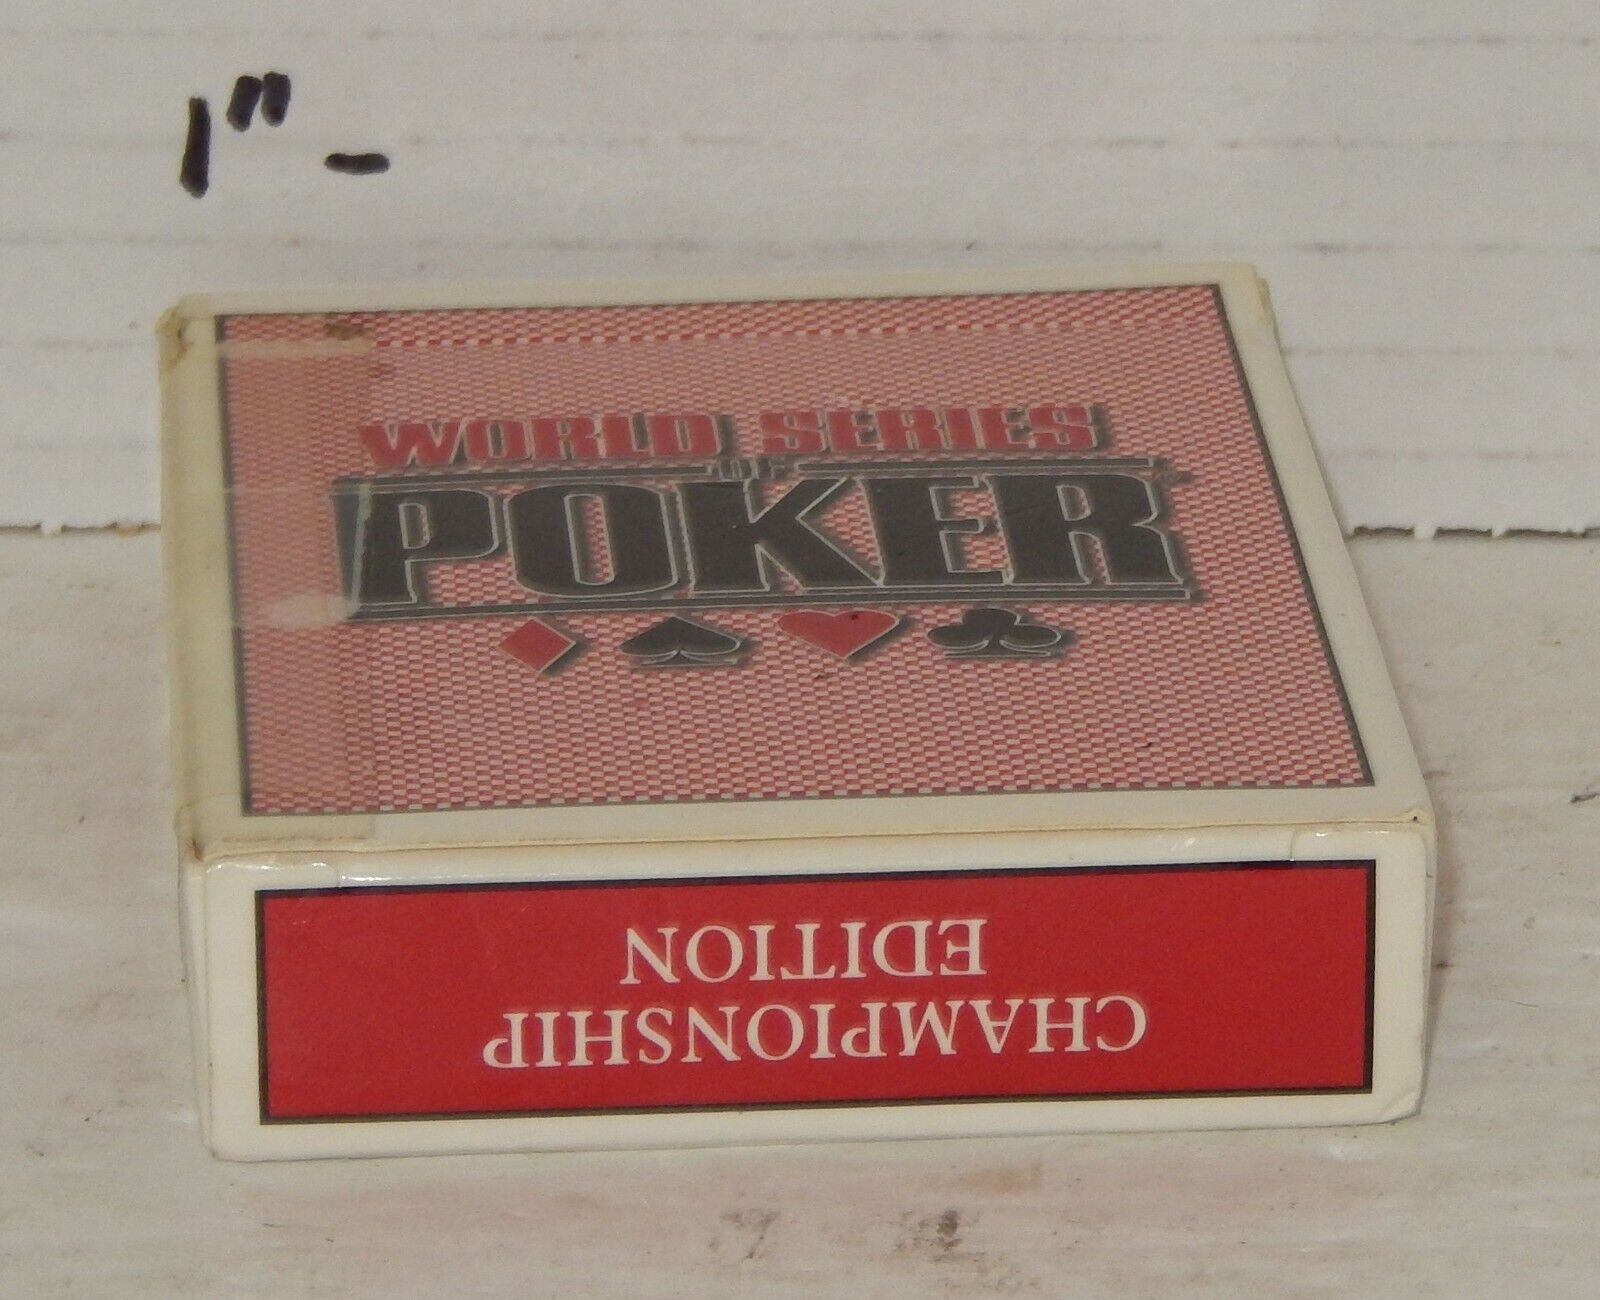 1" -
WORLD SERIES
OF
POKER
CHAMPIONSHIP
EDITION